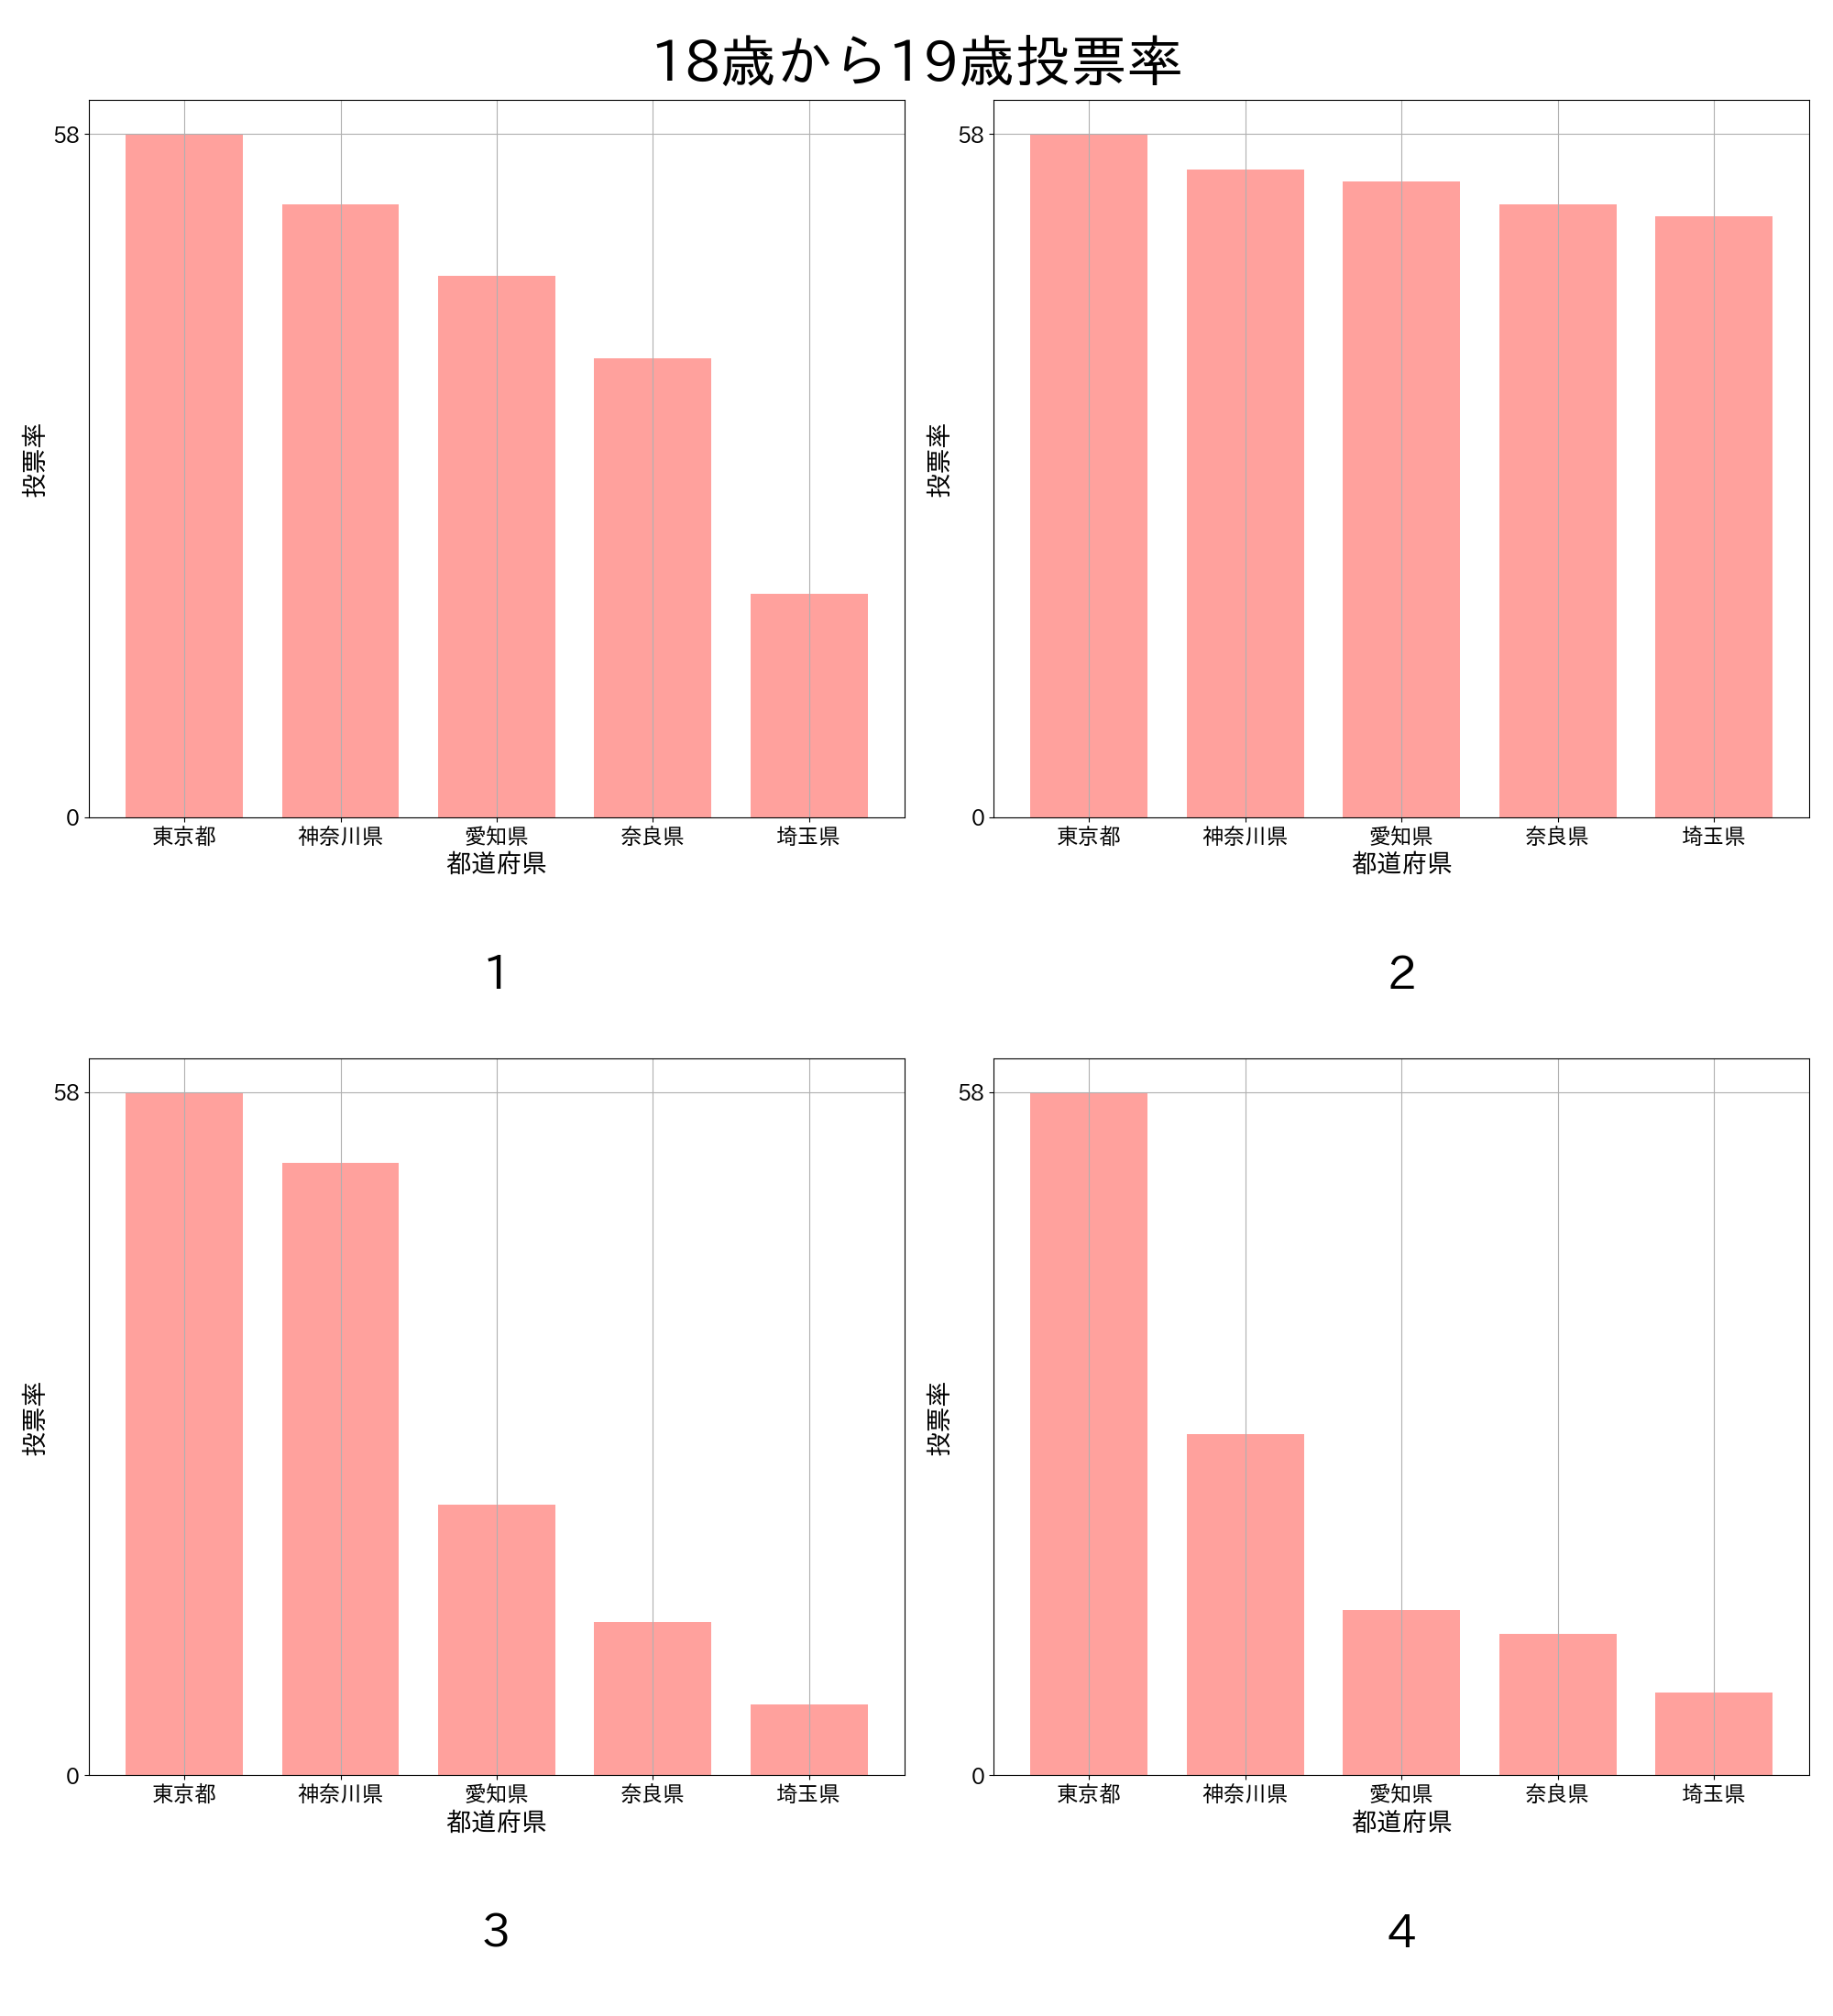 18歳から19歳投票率
58
0
投票率
東京都 神奈川県 愛知県 奈良県 埼玉県
都道府県
1
58
0
投票率
東京都 神奈川県 愛知県 奈良県 埼玉県
都道府県
2
58
0
投票率
東京都 神奈川県 愛知県 奈良県 埼玉県
都道府県
3
58
0
投票率
東京都 神奈川県 愛知県 奈良県 埼玉県
都道府県
4